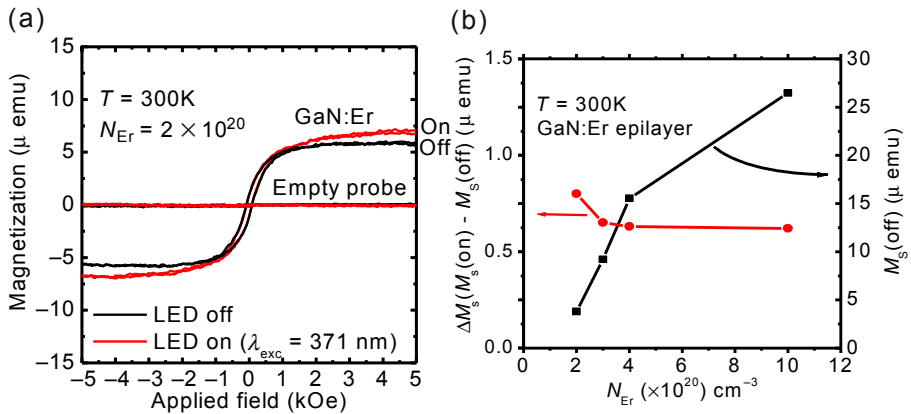 (a)
Magnetization (μ emu)
15
10
5
0
−5
−10
−15
T = 300K
N_Er = 2 × 10^20
GaN:Er
On
Off
Empty probe
LED off
LED on (λ_exc = 371 nm)
−5 −4 −3 −2 −1 0 1 2 3 4 5
Applied field (kOe)
(b)
ΔM_s(M_s(on) - M_s(off) (μ emu)
1.5
1.0
0.5
0.0
T = 300K
GaN:Er epilayer
30
25
20
15
10
5
0
M_S(off) (μ emu)
0 2 4 6 8 10 12
N_Er (×10^20) cm^−3